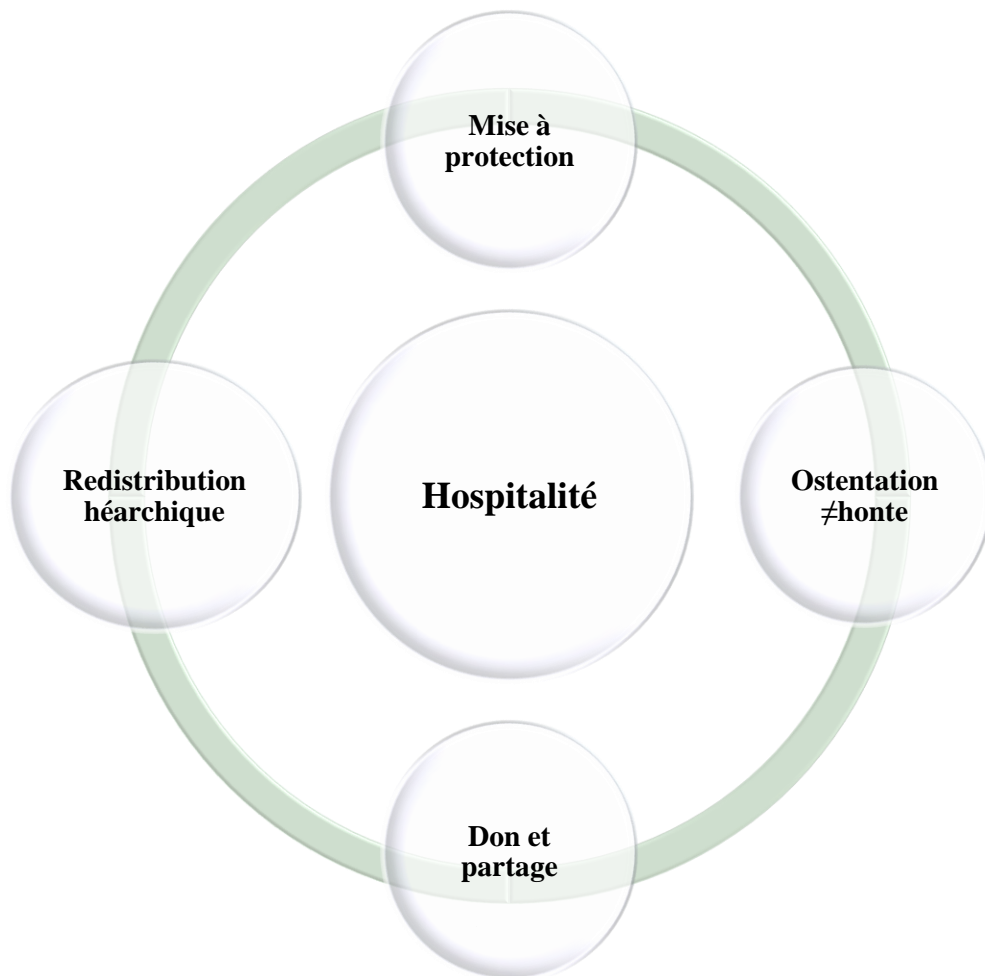 Mise à
protection
Redistribution
héarchique
Hospitalité
Ostentation
≠honte
Don et
partage